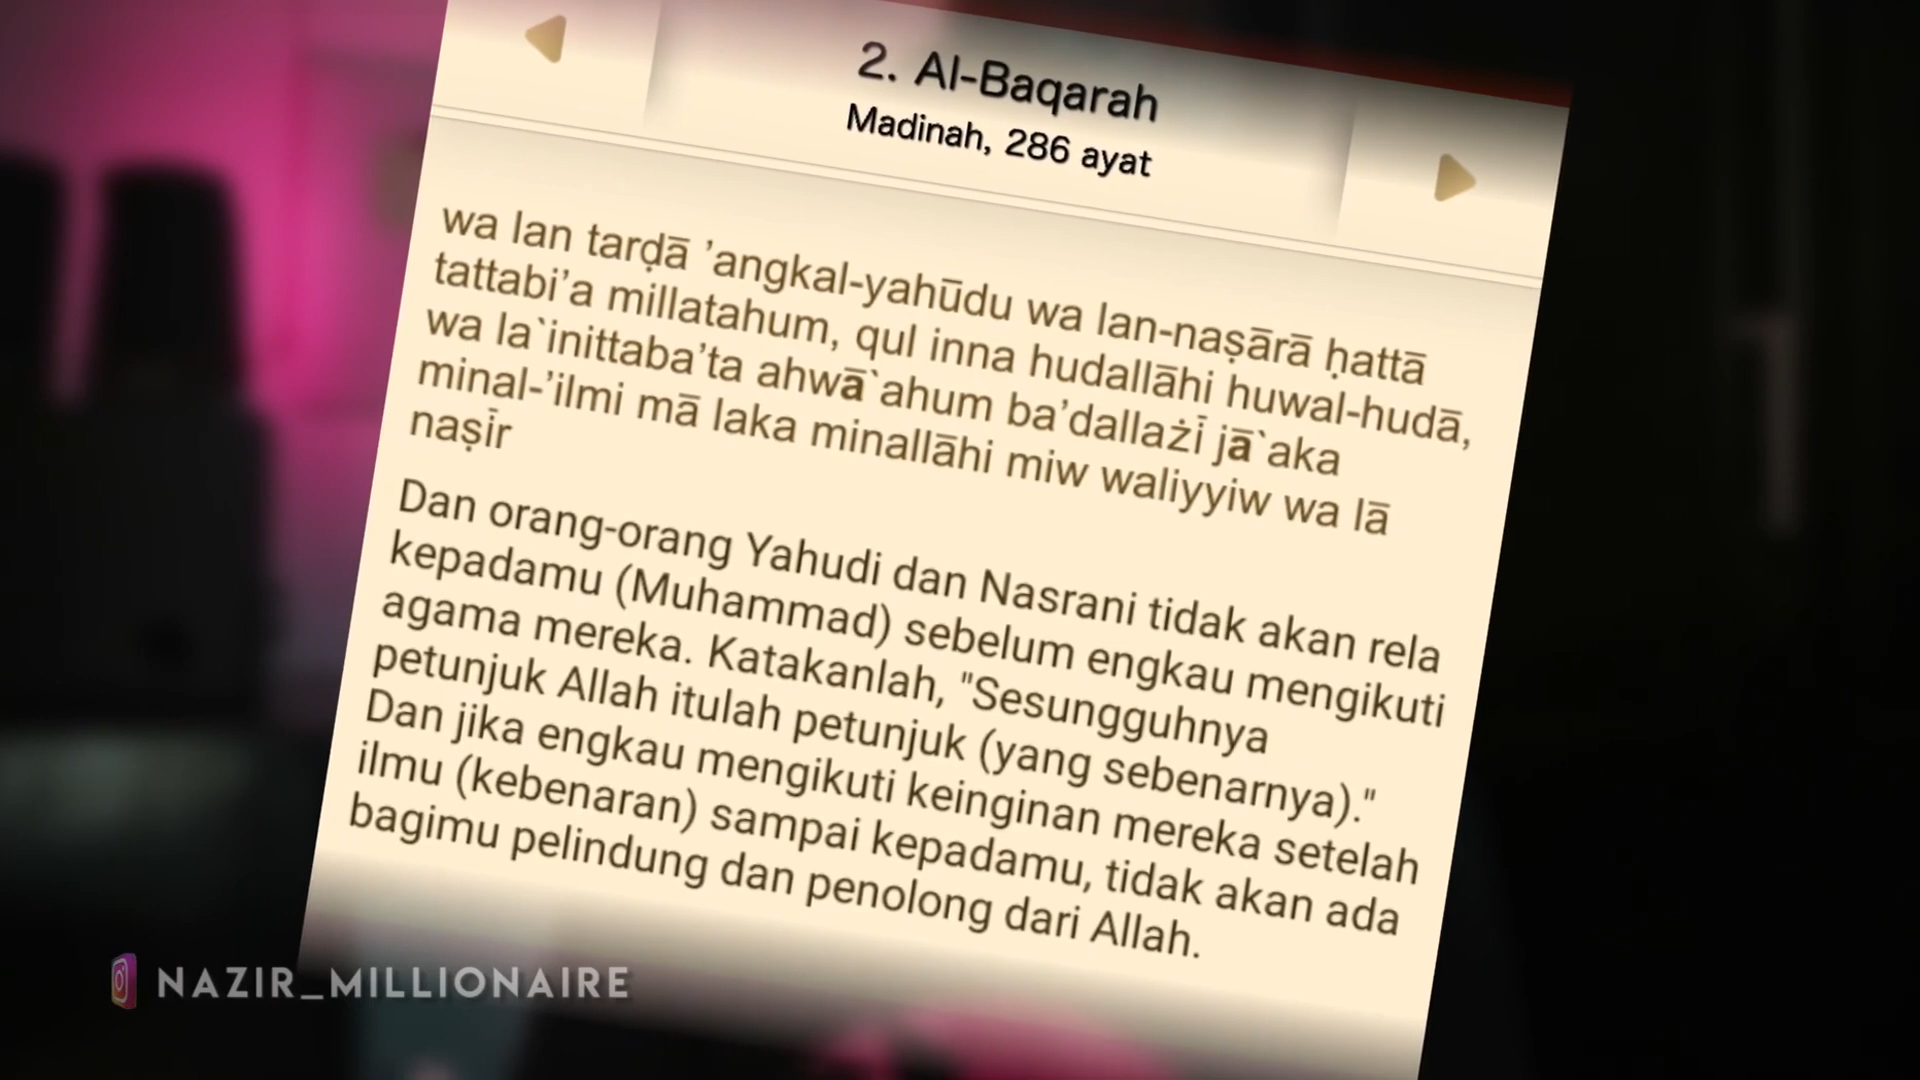 2. Al-Baqarah
Madinah, 286 ayat
wa lan tarḍā ’angkal-yahūdu wa lan-naṣārā ḥattā
tattabi’a millatahum, qul inna hudallāhi huwal-hudā,
wa la`inittaba’ta ahwā`ahum ba’dallażī jā`aka
minal-’ilmi mā laka minallāhi miw waliyyiw wa lā
naṣīr
Dan orang-orang Yahudi dan Nasrani tidak akan rela
kepadamu (Muhammad) sebelum engkau mengikuti
agama mereka. Katakanlah, "Sesungguhnya
petunjuk Allah itulah petunjuk (yang sebenarnya)."
Dan jika engkau mengikuti keinginan mereka setelah
ilmu (kebenaran) sampai kepadamu, tidak akan ada
bagimu pelindung dan penolong dari Allah.
NAZIR_MILLIONAIRE